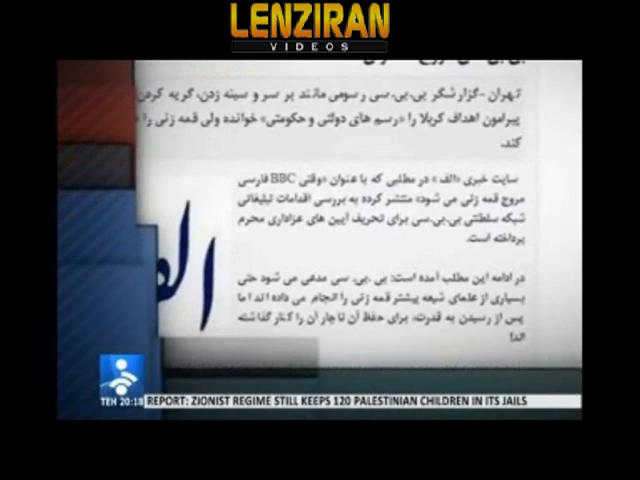 LENZIRAN
VIDEOS
تهران -گزارشگر بی.بی.سی رسومی مانند بر سر و سینه زدن، گریه کردن
پیرامون اهداف کربلا را «رسم های دولتی و حکومتی» خوانده ولی قمه زنی را
کند.
سایت خبری «الف » در مطلبی که با عنوان «وقتی BBC فارسی
مروج قمه زنی می شود» منتشر کرده به بررسی اقدامات تبلیغاتی
شبکه سلطنتی بی.بی.سی برای تحریف آیین های عزاداری محرم
پرداخته است.
در ادامه این مطلب آمده است: بی .بی. سی مدعی می شود حتی
بسیاری از علمای شیعه پیشتر قمه زنی را انجام می داده اند اما
پس از رسیدن به قدرت، برای حفظ آن ناچار آن را کنار گذاشته
اند!
TEH 20:18 REPORT: ZIONIST REGIME STILL KEEPS 120 PALESTINIAN CHILDREN IN ITS JAILS